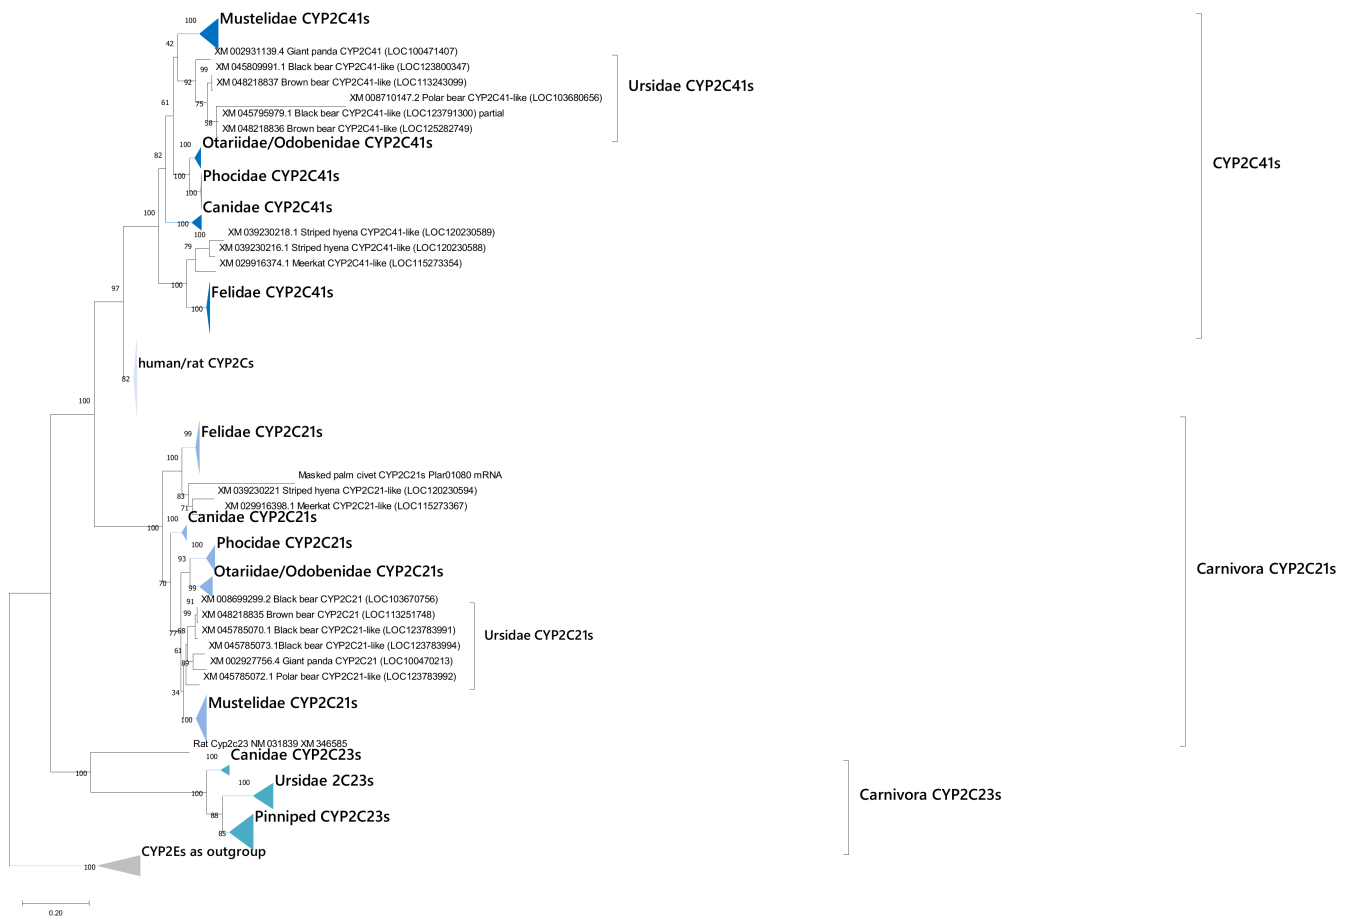 100
Mustelidae CYP2C41s
42
XM 002931139.4 Giant panda CYP2C41 (LOC100471407)
99
XM 045809991.1 Black bear CYP2C41-like (LOC123800347)
92
XM 048218837 Brown bear CYP2C41-like (LOC113243099)
Ursidae CYP2C41s
61
75
XM 008710147.2 Polar bear CYP2C41-like (LOC103680656)
58
XM 045795979.1 Black bear CYP2C41-like (LOC123791300) partial
XM 048218836 Brown bear CYP2C41-like (LOC125282749)
100
Otariidae/Odobenidae CYP2C41s
82
CYP2C41s
100
Phocidae CYP2C41s
100
100
Canidae CYP2C41s
100
100
XM 039230218.1 Striped hyena CYP2C41-like (LOC120230589)
79
XM 039230216.1 Striped hyena CYP2C41-like (LOC120230588)
XM 029916374.1 Meerkat CYP2C41-like (LOC115273354)
97
100
Felidae CYP2C41s
100
human/rat CYP2Cs
82
100
99
Felidae CYP2C21s
100
Masked palm civet CYP2C21s Plar01080 mRNA
83
XM 039230221 Striped hyena CYP2C21-like (LOC120230594)
71
XM 029916398.1 Meerkat CYP2C21-like (LOC115273367)
100
Canidae CYP2C21s
100
100
Phocidae CYP2C21s
93
Carnivora CYP2C21s
70
Otariidae/Odobenidae CYP2C21s
99
91
XM 008699299.2 Black bear CYP2C21 (LOC103670756)
99
XM 048218835 Brown bear CYP2C21 (LOC113251748)
77
68
XM 045785070.1 Black bear CYP2C21-like (LOC123783991)
Ursidae CYP2C21s
61
XM 045785073.1Black bear CYP2C21-like (LOC123783994)
XM 002927756.4 Giant panda CYP2C21 (LOC100470213)
XM 045785072.1 Polar bear CYP2C21-like (LOC123783992)
34
Mustelidae CYP2C21s
100
Rat Cyp2c23 NM 031839 XM 346585
100
Canidae CYP2C23s
100
100
Ursidae 2C23s
100
Carnivora CYP2C23s
88
Pinniped CYP2C23s
85
CYP2Es as outgroup
100
0.20